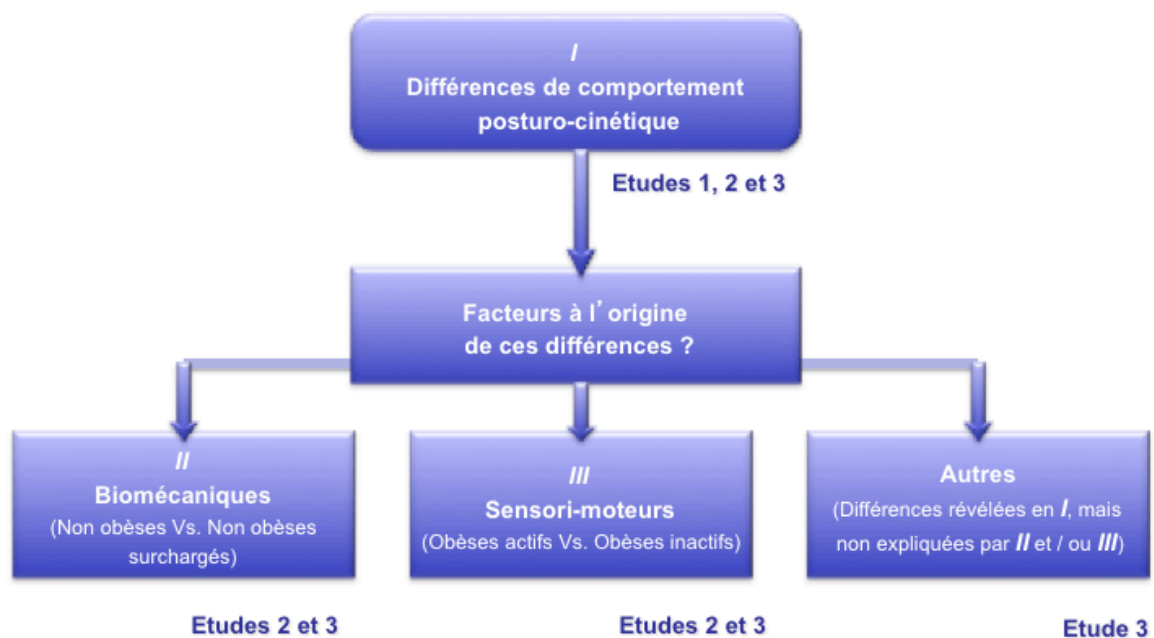 I
Différences de comportement
posturo-cinétique
Etudes 1, 2 et 3
Facteurs à l'origine
de ces différences ?
II
Biomécaniques
(Non obèses Vs. Non obèses
surchargés)
Etudes 2 et 3
III
Sensori-moteurs
(Obèses actifs Vs. Obèses inactifs)
Etudes 2 et 3
Autres
(Différences révélées en I, mais
non expliquées par II et / ou III)
Etude 3